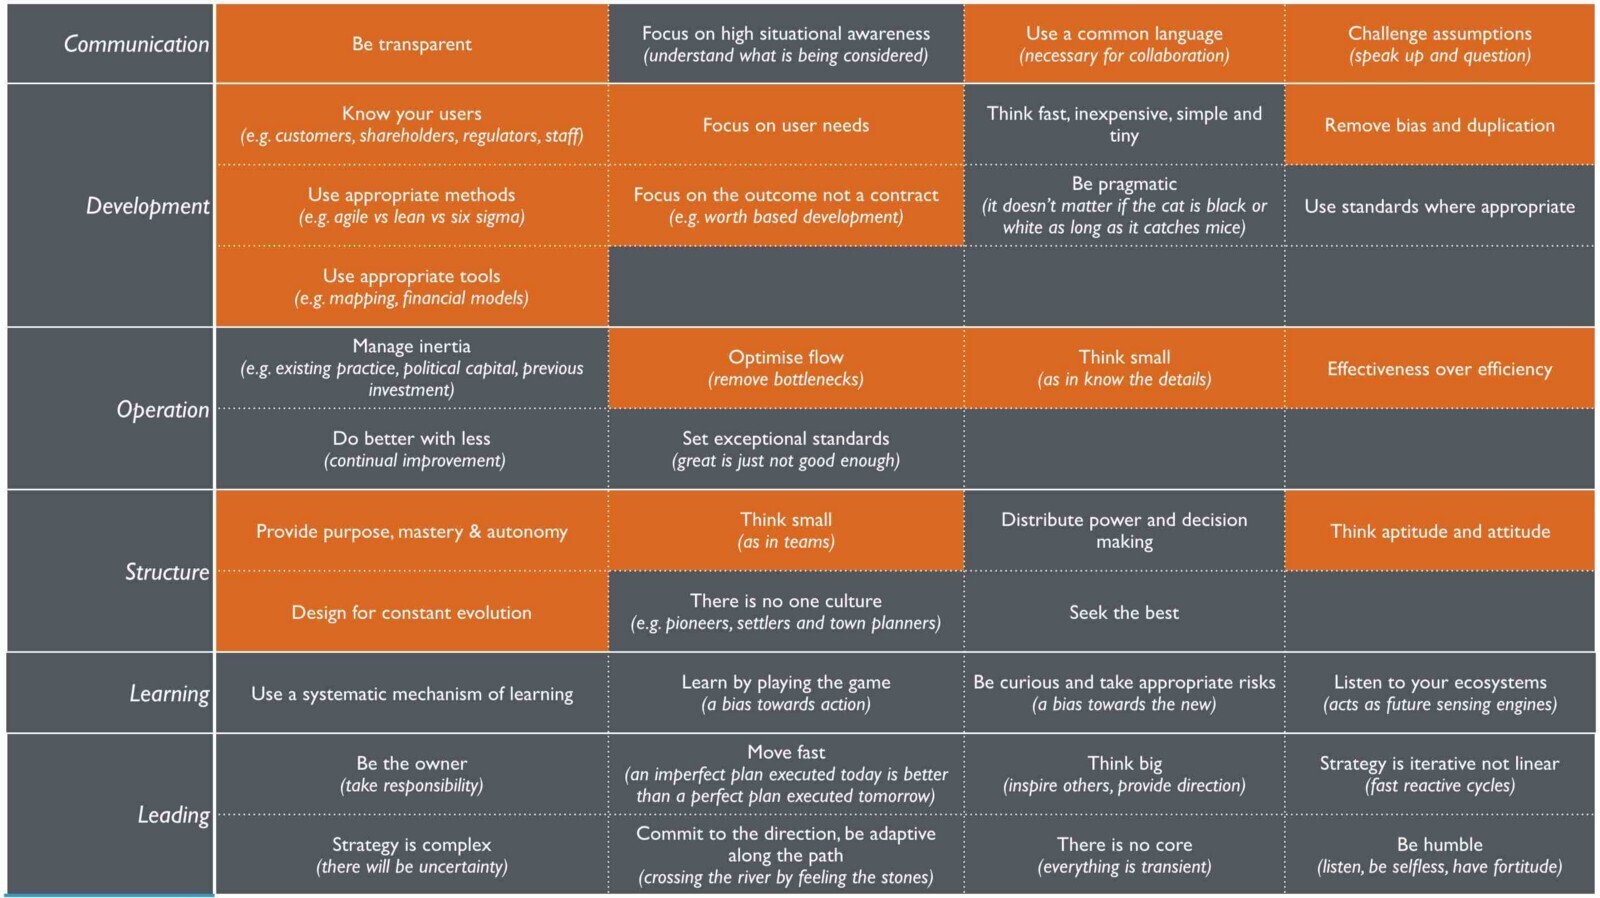 Communication
Be transparent
Focus on high situational awareness
(understand what is being considered)
Use a common language
(necessary for collaboration)
Challenge assumptions
(speak up and question)
Development
Know your users
(e.g. customers, shareholders, regulators, staff)
Focus on user needs
Think fast, inexpensive, simple and
tiny
Remove bias and duplication
Use appropriate methods
(e.g. agile vs lean vs six sigma)
Focus on the outcome not a contract
(e.g. worth based development)
Be pragmatic
(it doesn't matter if the cat is black or
white as long as it catches mice)
Use standards where appropriate
Use appropriate tools
(e.g. mapping, financial models)
Operation
Manage inertia
(e.g. existing practice, political capital, previous
investment)
Optimise flow
(remove bottlenecks)
Think small
(as in know the details)
Effectiveness over efficiency
Do better with less
(continual improvement)
Set exceptional standards
(great is just not good enough)
Structure
Provide purpose, mastery & autonomy
Think small
(as in teams)
Distribute power and decision
making
Think aptitude and attitude
Design for constant evolution
There is no one culture
(e.g. pioneers, settlers and town planners)
Seek the best
Learning
Use a systematic mechanism of learning
Learn by playing the game
(a bias towards action)
Be curious and take appropriate risks
(a bias towards the new)
Listen to your ecosystems
(acts as future sensing engines)
Leading
Be the owner
(take responsibility)
Move fast
(an imperfect plan executed today is better
than a perfect plan executed tomorrow)
Think big
(inspire others, provide direction)
Strategy is iterative not linear
(fast reactive cycles)
Strategy is complex
(there will be uncertainty)
Commit to the direction, be adaptive
along the path
(crossing the river by feeling the stones)
There is no core
(everything is transient)
Be humble
(listen, be selfless, have fortitude)